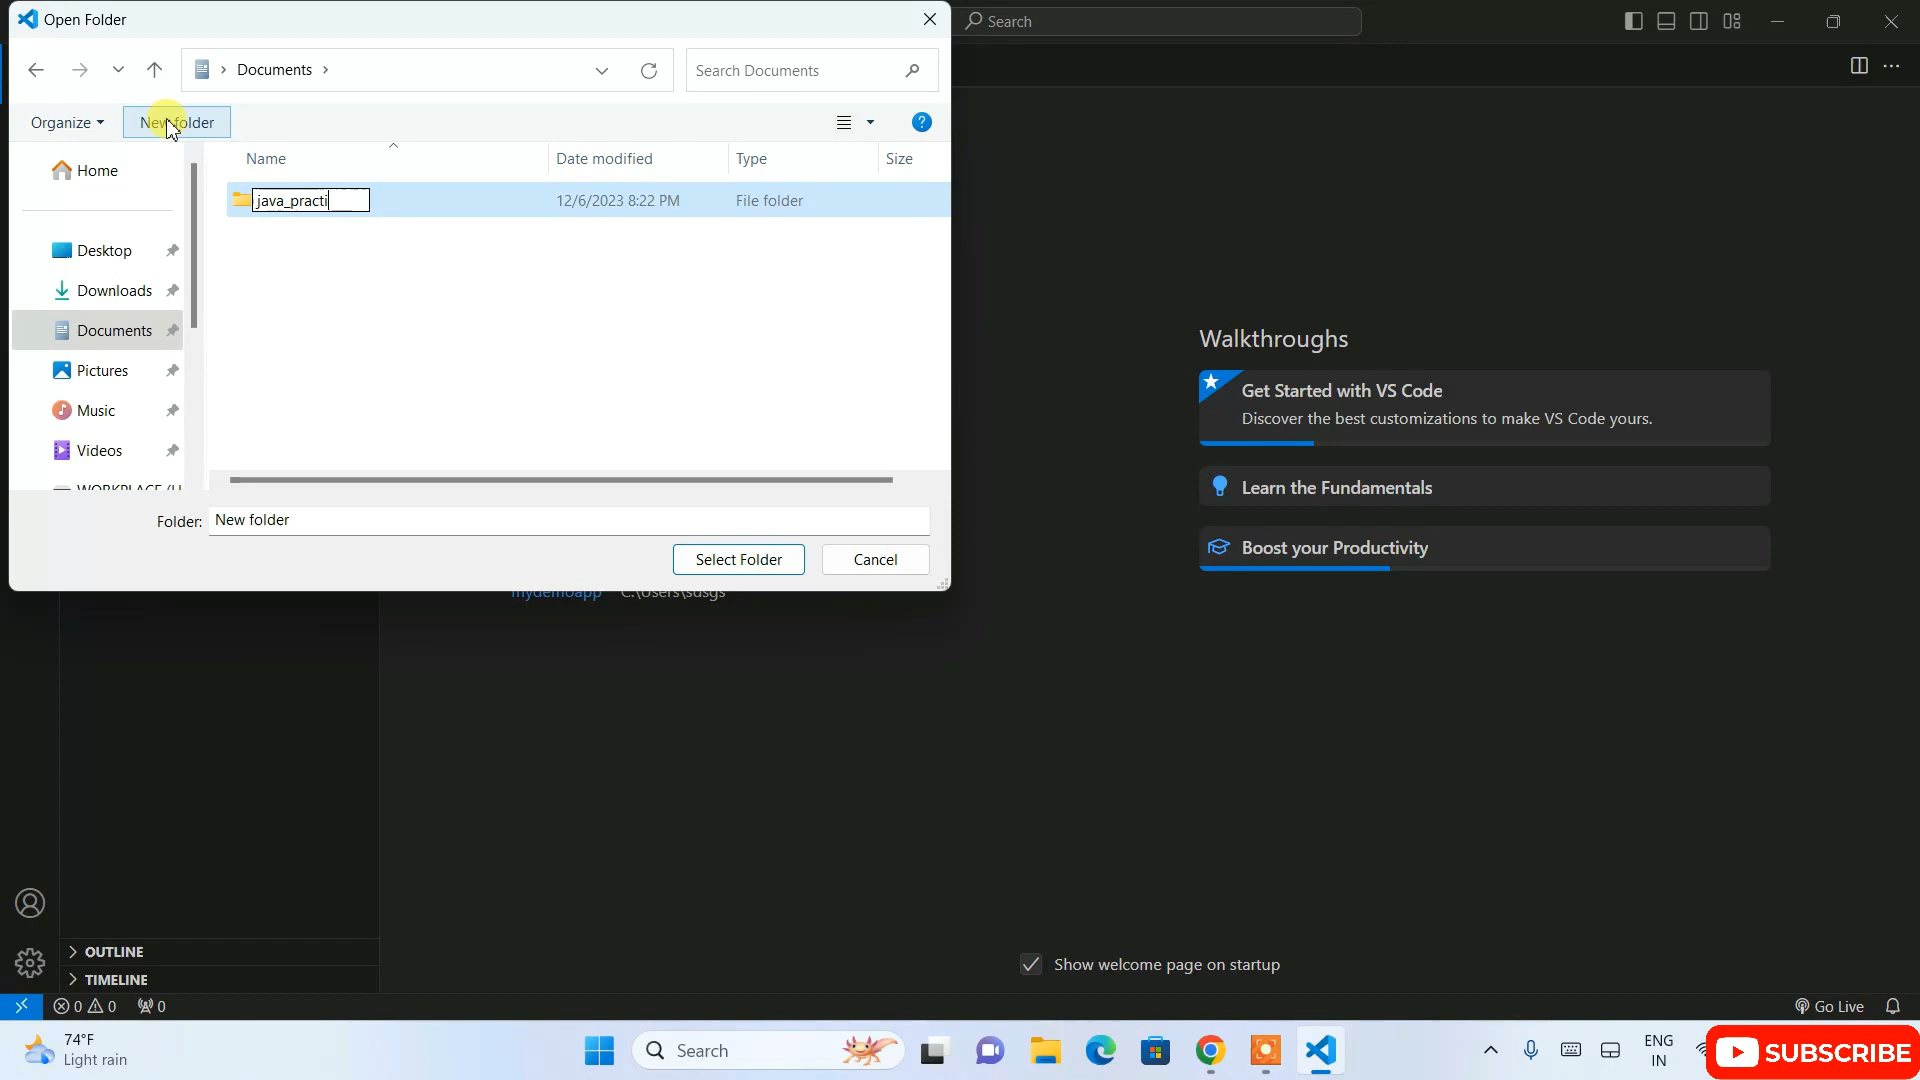 Open Folder
Search
Documents
Search Documents
Organize
New folder
Name
Date modified
Type
Size
Home
java_practi
12/6/2023 8:22 PM
File folder
Desktop
Downloads
Documents
Pictures
Music
Videos
Folder:
New folder
Select Folder
Cancel
Walkthroughs
Get Started with VS Code
Discover the best customizations to make VS Code yours.
Learn the Fundamentals
Boost your Productivity
mydemoapp C:\Users\sdsgs
OUTLINE
TIMELINE
Show welcome page on startup
0 0 0
Go Live
74°F
Light rain
Search
ENG
IN
SUBSCRIBE